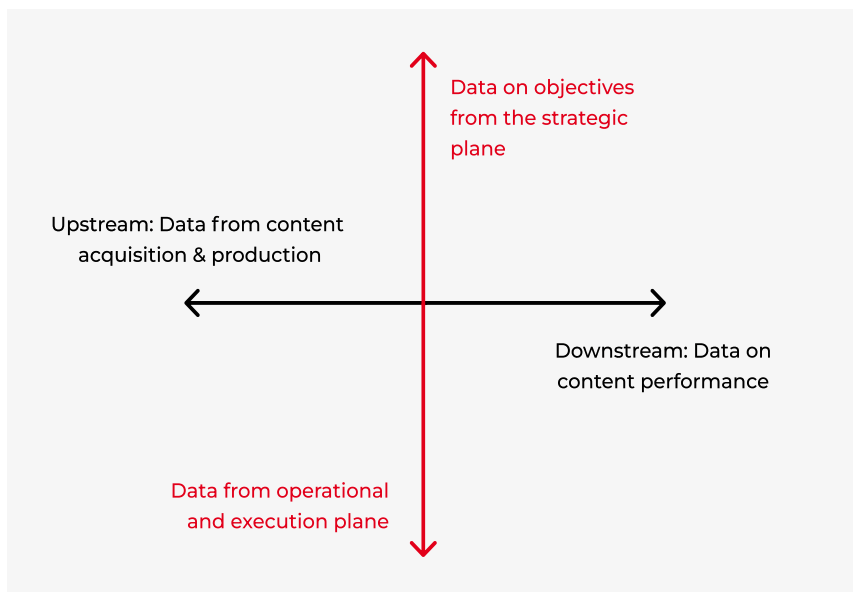 Data on objectives
from the strategic
plane
Upstream: Data from content
acquisition & production
Downstream: Data on
content performance
Data from operational
and execution plane